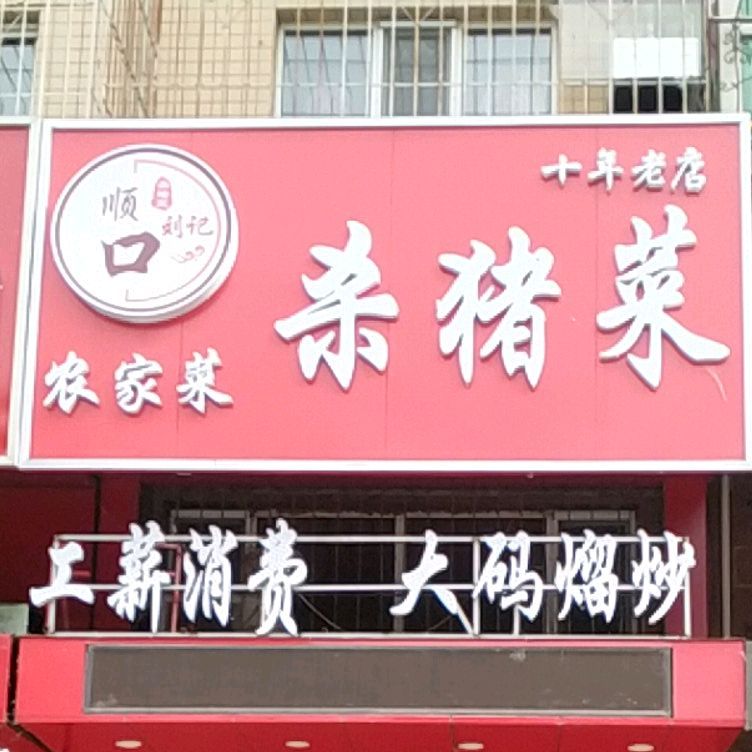 十年老店
顺口
刘记
杀猪菜
农家菜
工薪消费 大码熘炒